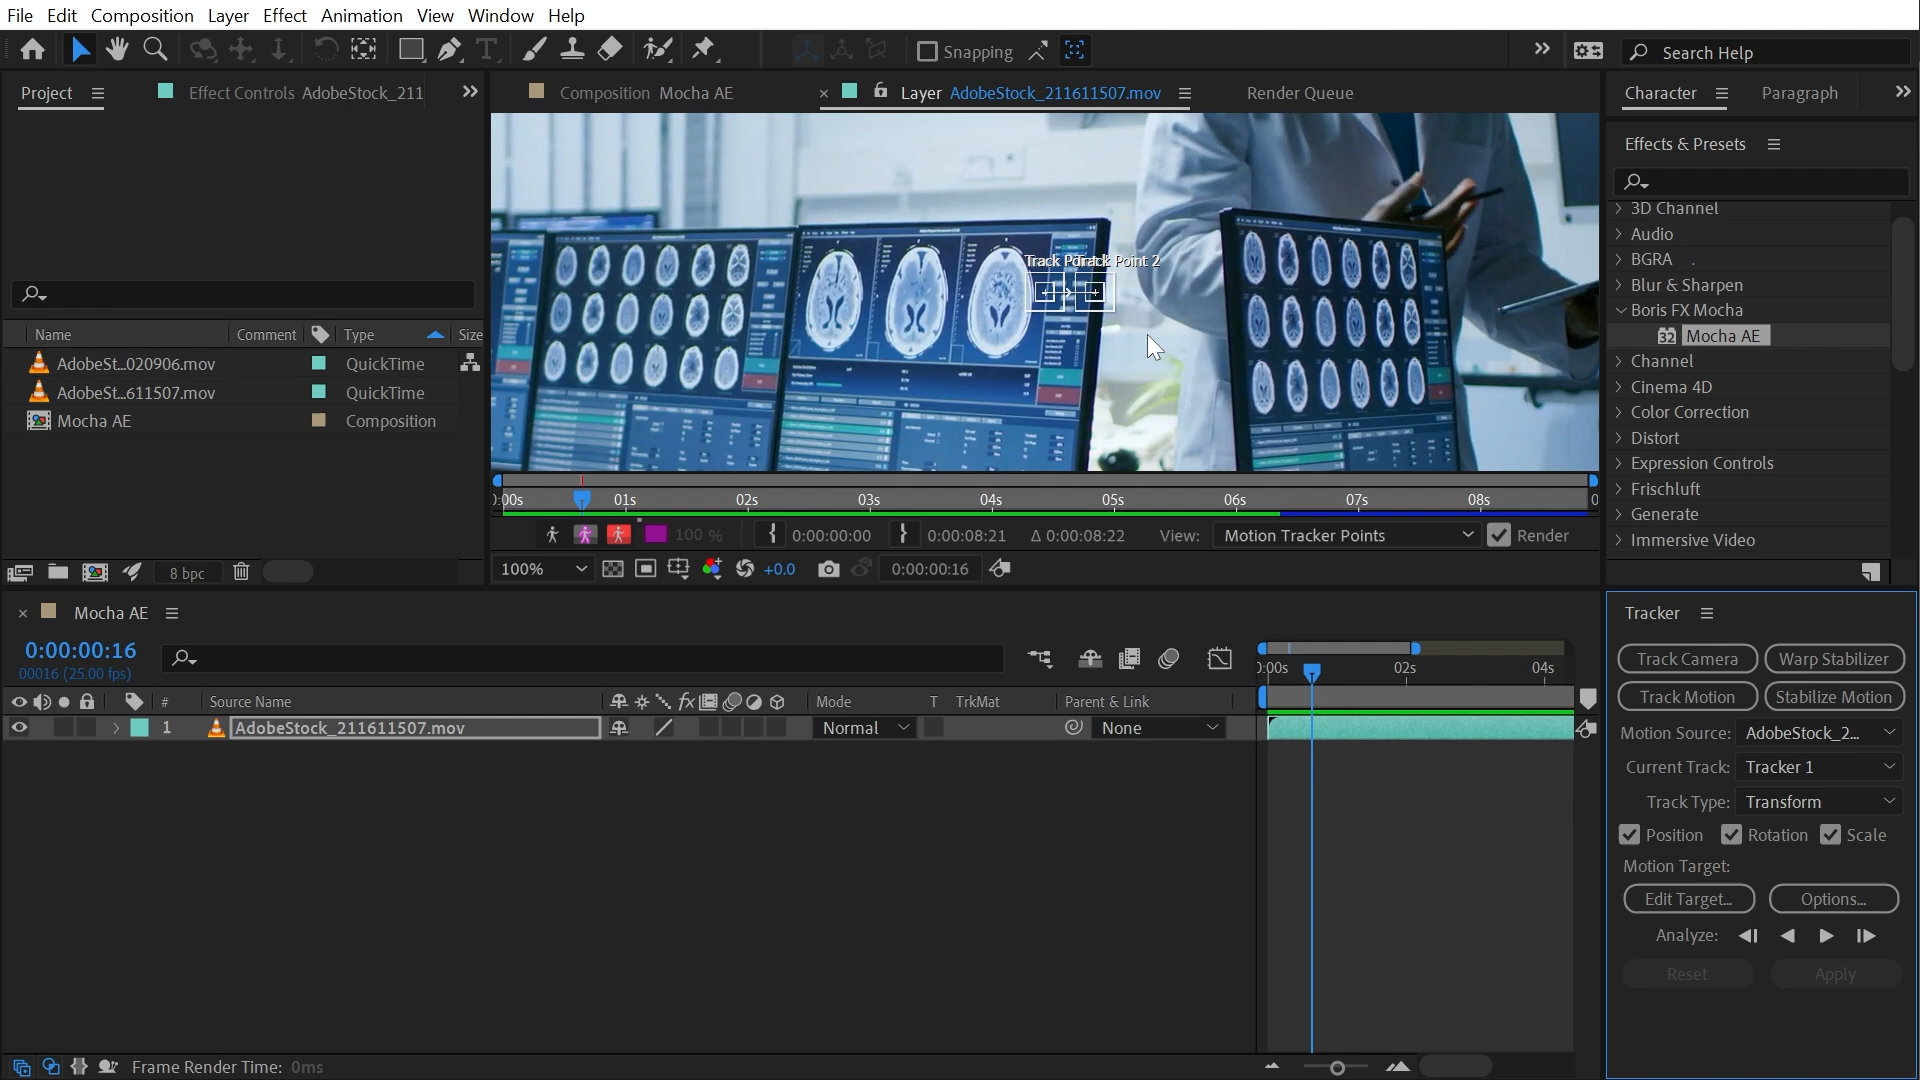 File Edit Composition Layer Effect Animation View Window Help
Snapping
Search Help
Project
Effect Controls AdobeStock_211
Composition Mocha AE
Layer AdobeStock_211611507.mov
Render Queue
Character
Paragraph
Effects & Presets
3D Channel
Audio
BGRA
Blur & Sharpen
Boris FX Mocha
32 Mocha AE
Channel
Cinema 4D
Color Correction
Distort
Expression Controls
Frischluft
Generate
Immersive Video
Track Point 2
Name Comment Type Size
AdobeSt...020906.mov QuickTime
AdobeSt...611507.mov QuickTime
Mocha AE Composition
8 bpc
):00s 01s 02s 03s 04s 05s 06s 07s 08s 0
100 % 0:00:00:00 0:00:08:21 Δ 0:00:08:22 View: Motion Tracker Points Render
100% +0.0 0:00:00:16
Mocha AE
0:00:00:16
00016 (25.00 fps)
):00s 02s 04s
# Source Name fx Mode T TrkMat Parent & Link
1 AdobeStock_211611507.mov Normal None
Tracker
Track Camera Warp Stabilizer
Track Motion Stabilize Motion
Motion Source: AdobeStock_2...
Current Track: Tracker 1
Track Type: Transform
Position Rotation Scale
Motion Target:
Edit Target... Options...
Analyze:
Reset Apply
Frame Render Time: 0ms